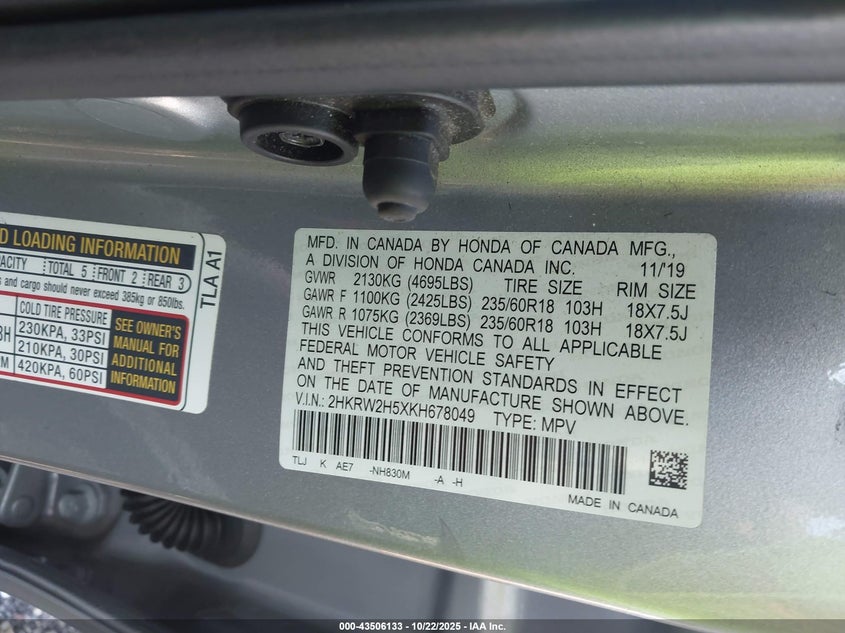 D LOADING INFORMATION
PACITY TOTAL 5 FRONT 2 REAR 3
s and cargo should never exceed 385kg or 850lbs.
COLD TIRE PRESSURE
230KPA, 33PSI
210KPA, 30PSI
420KPA, 60PSI
SEE OWNER'S
MANUAL FOR
ADDITIONAL
INFORMATION
TLA A1
MFD. IN CANADA BY HONDA OF CANADA MFG.,
A DIVISION OF HONDA CANADA INC. 11/19
GVWR 2130KG (4695LBS) TIRE SIZE RIM SIZE
GAWR F 1100KG (2425LBS) 235/60R18 103H 18X7.5J
GAWR R 1075KG (2369LBS) 235/60R18 103H 18X7.5J
THIS VEHICLE CONFORMS TO ALL APPLICABLE
FEDERAL MOTOR VEHICLE SAFETY
AND THEFT PREVENTION STANDARDS IN EFFECT
ON THE DATE OF MANUFACTURE SHOWN ABOVE.
V.I.N.: 2HKRW2H5XKH678049 TYPE: MPV
TLJ K AE7 -NH830M -A -H
MADE IN CANADA
000-43506133 - 10/22/2025 - IAA Inc.